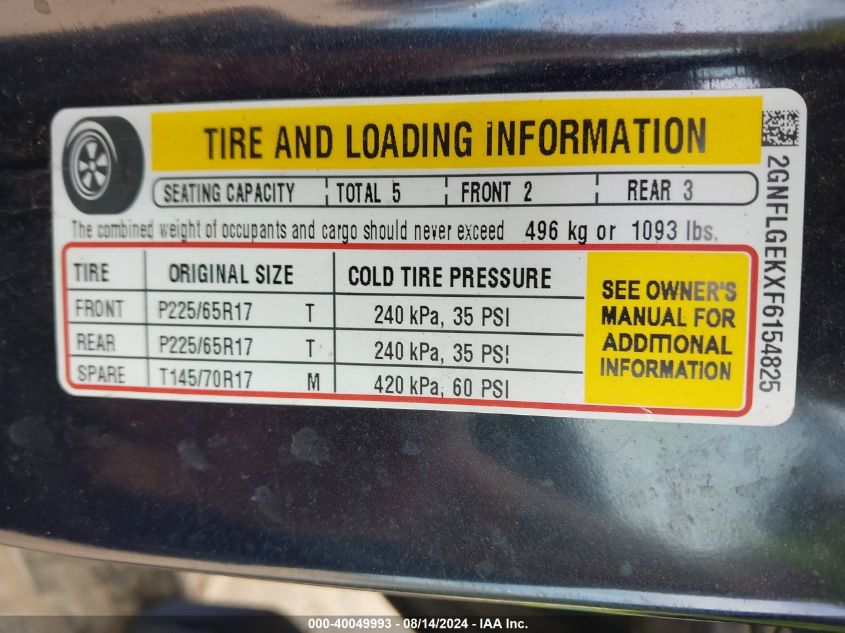 TIRE AND LOADING INFORMATION
SEATING CAPACITY TOTAL 5 FRONT 2 REAR 3
The combined weight of occupants and cargo should never exceed 496 kg or 1093 lbs.
TIRE ORIGINAL SIZE COLD TIRE PRESSURE
FRONT P225/65R17 T 240 kPa, 35 PSI
REAR P225/65R17 T 240 kPa, 35 PSI
SPARE T145/70R17 M 420 kPa, 60 PSI
SEE OWNER'S
MANUAL FOR
ADDITIONAL
INFORMATION
2GNFLGEKXF6154825
000-40049993 - 08/14/2024 - IAA Inc.